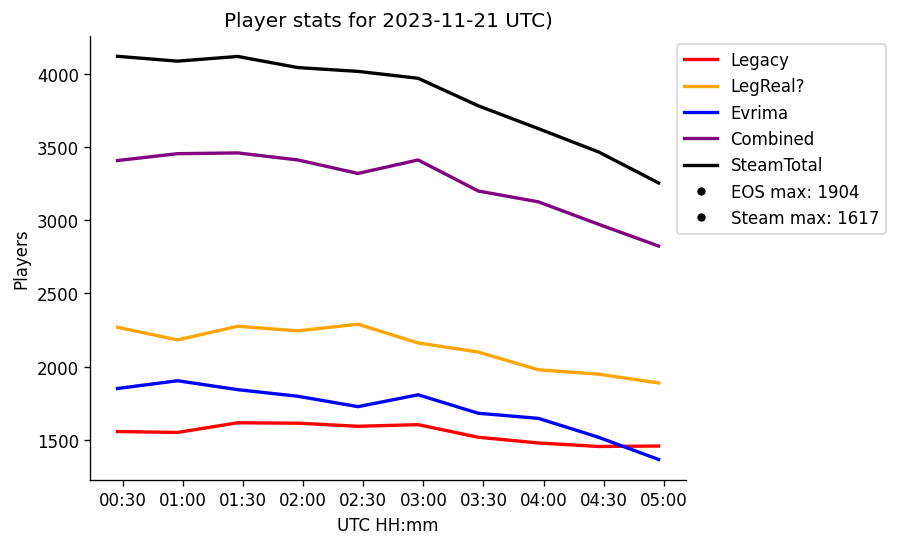 Player stats for 2023-11-21 UTC)
Players
4000
3500
3000
2500
2000
1500
00:30 01:00 01:30 02:00 02:30 03:00 03:30 04:00 04:30 05:00
UTC HH:mm
Legacy
LegReal?
Evrima
Combined
SteamTotal
EOS max: 1904
Steam max: 1617